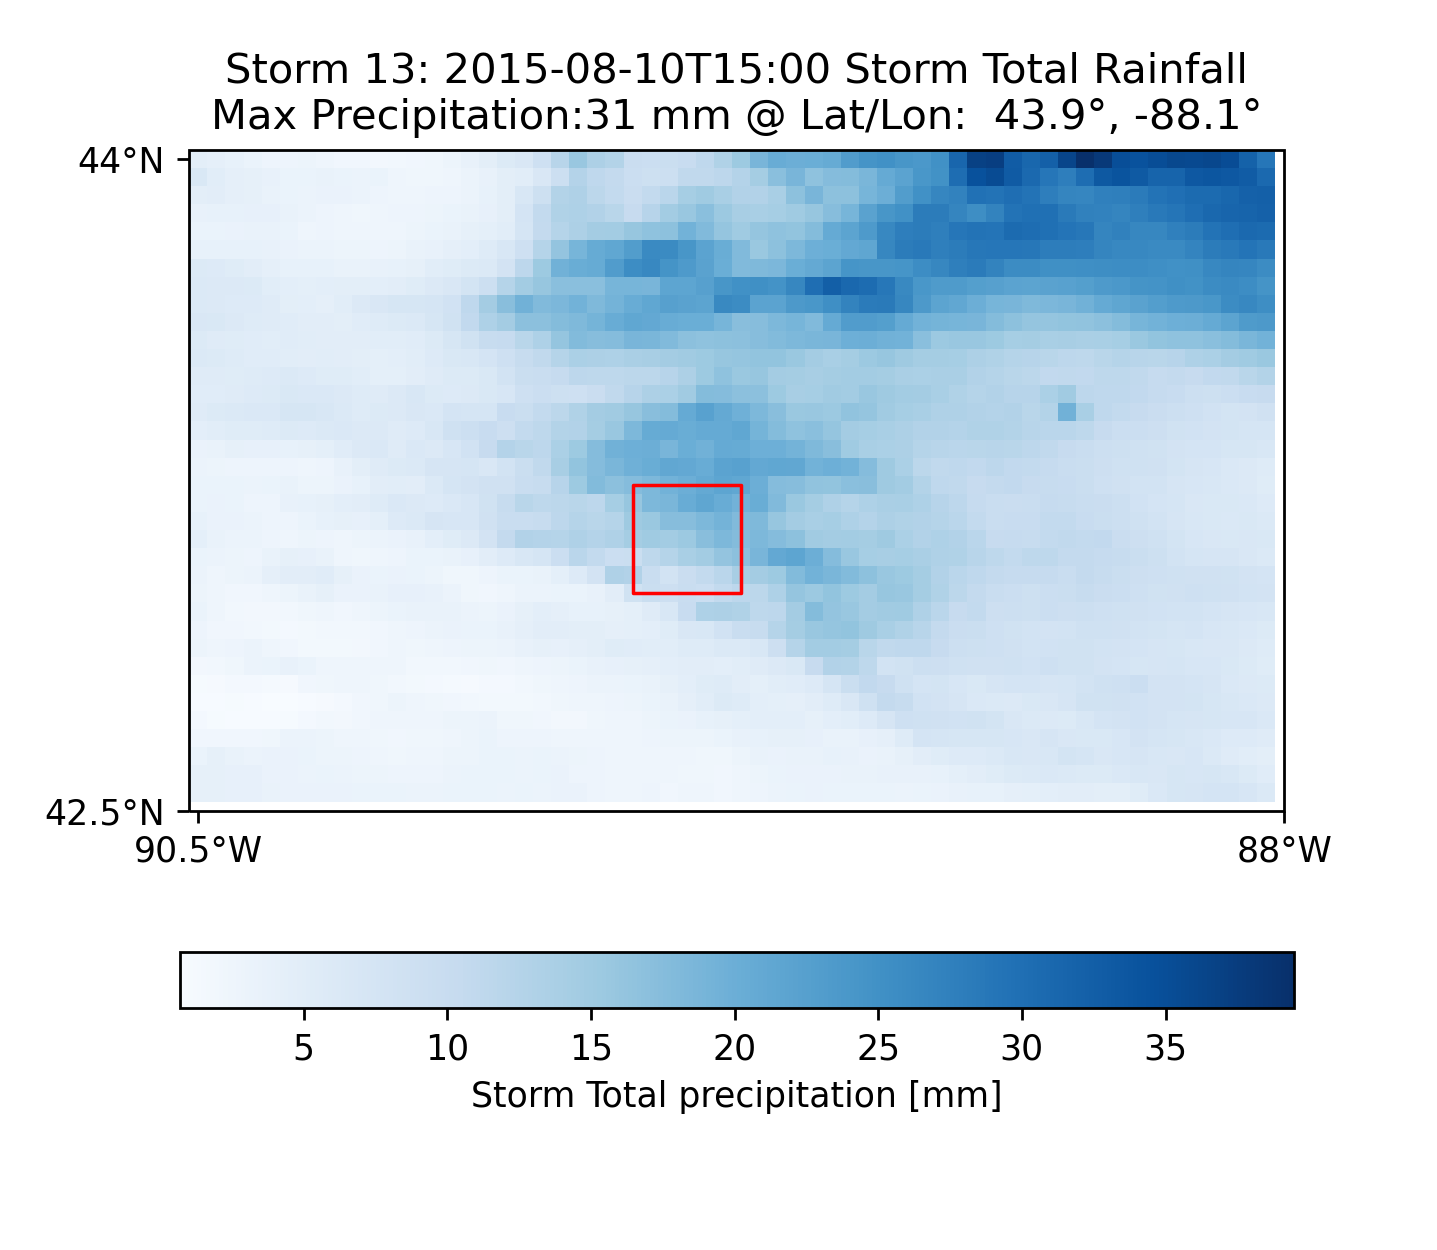 Storm 13: 2015-08-10T15:00 Storm Total Rainfall
Max Precipitation:31 mm @ Lat/Lon:  43.9°, -88.1°
44°N
42.5°N
90.5°W 88°W
5 10 15 20 25 30 35
Storm Total precipitation [mm]